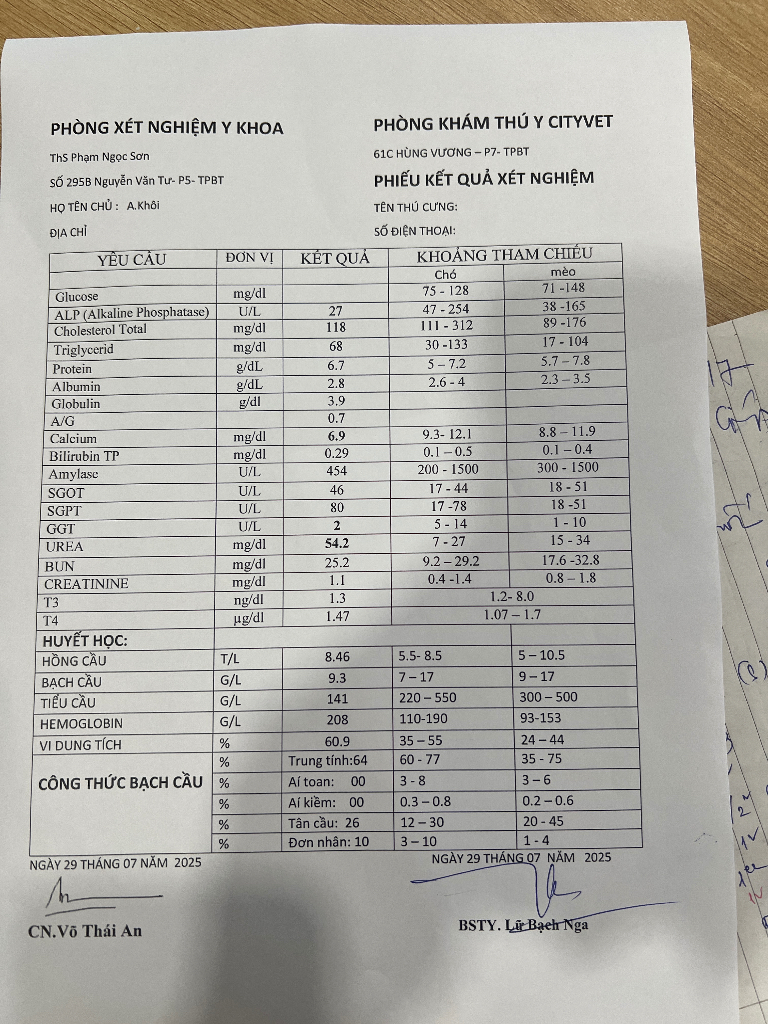 PHÒNG XÉT NGHIỆM Y KHOA
ThS Phạm Ngọc Sơn
SỐ 295B Nguyễn Văn Tư- P5- TPBT
HỌ TÊN CHỦ : A.Khôi
ĐỊA CHỈ
PHÒNG KHÁM THÚ Y CITYVET
61C HÙNG VƯƠNG – P7- TPBT
PHIẾU KẾT QUẢ XÉT NGHIỆM
TÊN THÚ CƯNG:
SỐ ĐIỆN THOẠI:
YÊU CẦU ĐƠN VỊ KẾT QUẢ KHOẢNG THAM CHIẾU
Chó mèo
Glucose mg/dl 75 - 128 71 -148
ALP (Alkaline Phosphatase) U/L 27 47 - 254 38 -165
Cholesterol Total mg/dl 118 111 - 312 89 -176
Triglycerid mg/dl 68 30 -133 17 - 104
Protein g/dL 6.7 5 – 7.2 5.7 – 7.8
Albumin g/dL 2.8 2.6 - 4 2.3 – 3.5
Globulin g/dl 3.9
A/G 0.7
Calcium mg/dl 6.9 9.3- 12.1 8.8 – 11.9
Bilirubin TP mg/dl 0.29 0.1 – 0.5 0.1 – 0.4
Amylase U/L 454 200 - 1500 300 - 1500
SGOT U/L 46 17 - 44 18 - 51
SGPT U/L 80 17 -78 18 -51
GGT U/L 2 5 - 14 1 - 10
UREA mg/dl 54.2 7 - 27 15 - 34
BUN mg/dl 25.2 9.2 – 29.2 17.6 -32.8
CREATININE mg/dl 1.1 0.4 -1.4 0.8 – 1.8
T3 ng/dl 1.3 1.2- 8.0
T4 µg/dl 1.47 1.07 – 1.7
HUYẾT HỌC:
HỒNG CẦU T/L 8.46 5.5- 8.5 5 – 10.5
BẠCH CẦU G/L 9.3 7 – 17 9 – 17
TIỂU CẦU G/L 141 220 – 550 300 – 500
HEMOGLOBIN G/L 208 110-190 93-153
VI DUNG TÍCH % 60.9 35 – 55 24 – 44
CÔNG THỨC BẠCH CẦU % Trung tính:64 60 - 77 35 - 75
% Aí toan: 00 3 - 8 3 – 6
% Aí kiềm: 00 0.3 – 0.8 0.2 – 0.6
% Tân cầu: 26 12 – 30 20 - 45
% Đơn nhân: 10 3 – 10 1 - 4
NGÀY 29 THÁNG 07 NĂM 2025
NGÀY 29 THÁNG 07 NĂM 2025
CN.Võ Thái An
BSTY. Lữ Bạch Nga